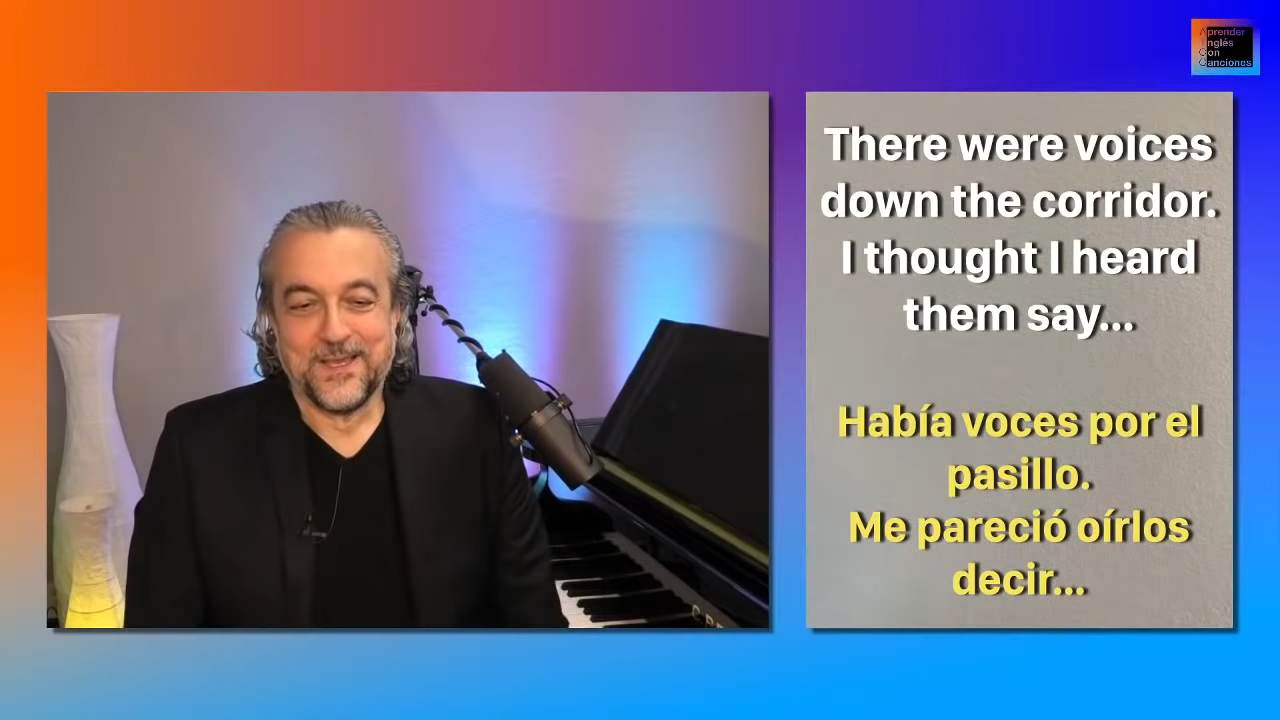 Aprender
Inglés
Con
Canciones
There were voices
down the corridor.
I thought I heard
them say...
Había voces por el
pasillo.
Me pareció oírlos
decir...